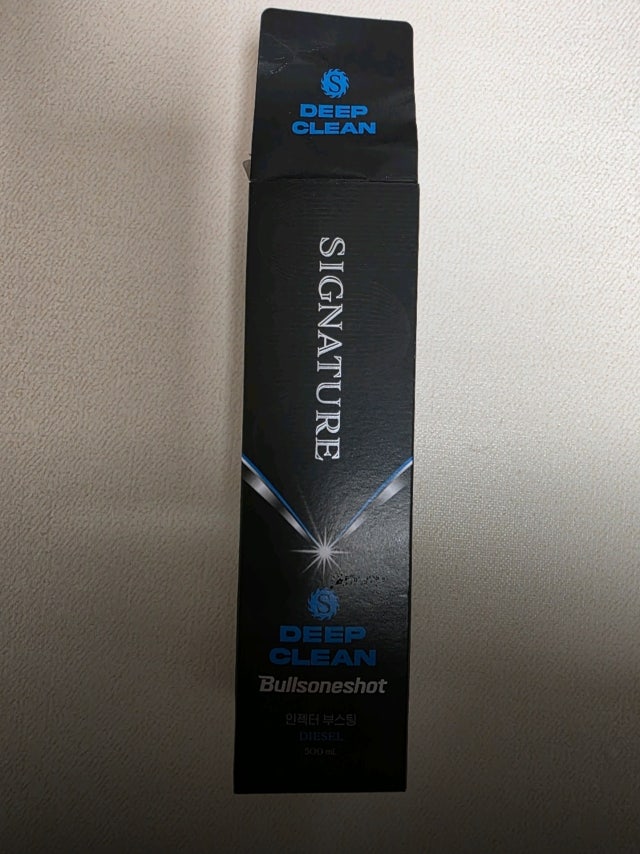 S
DEEP
CLEAN
SIGNATURE
S
DEEP
CLEAN
Bullsoneshot
인젝터 부스팅
DIESEL
500 mL